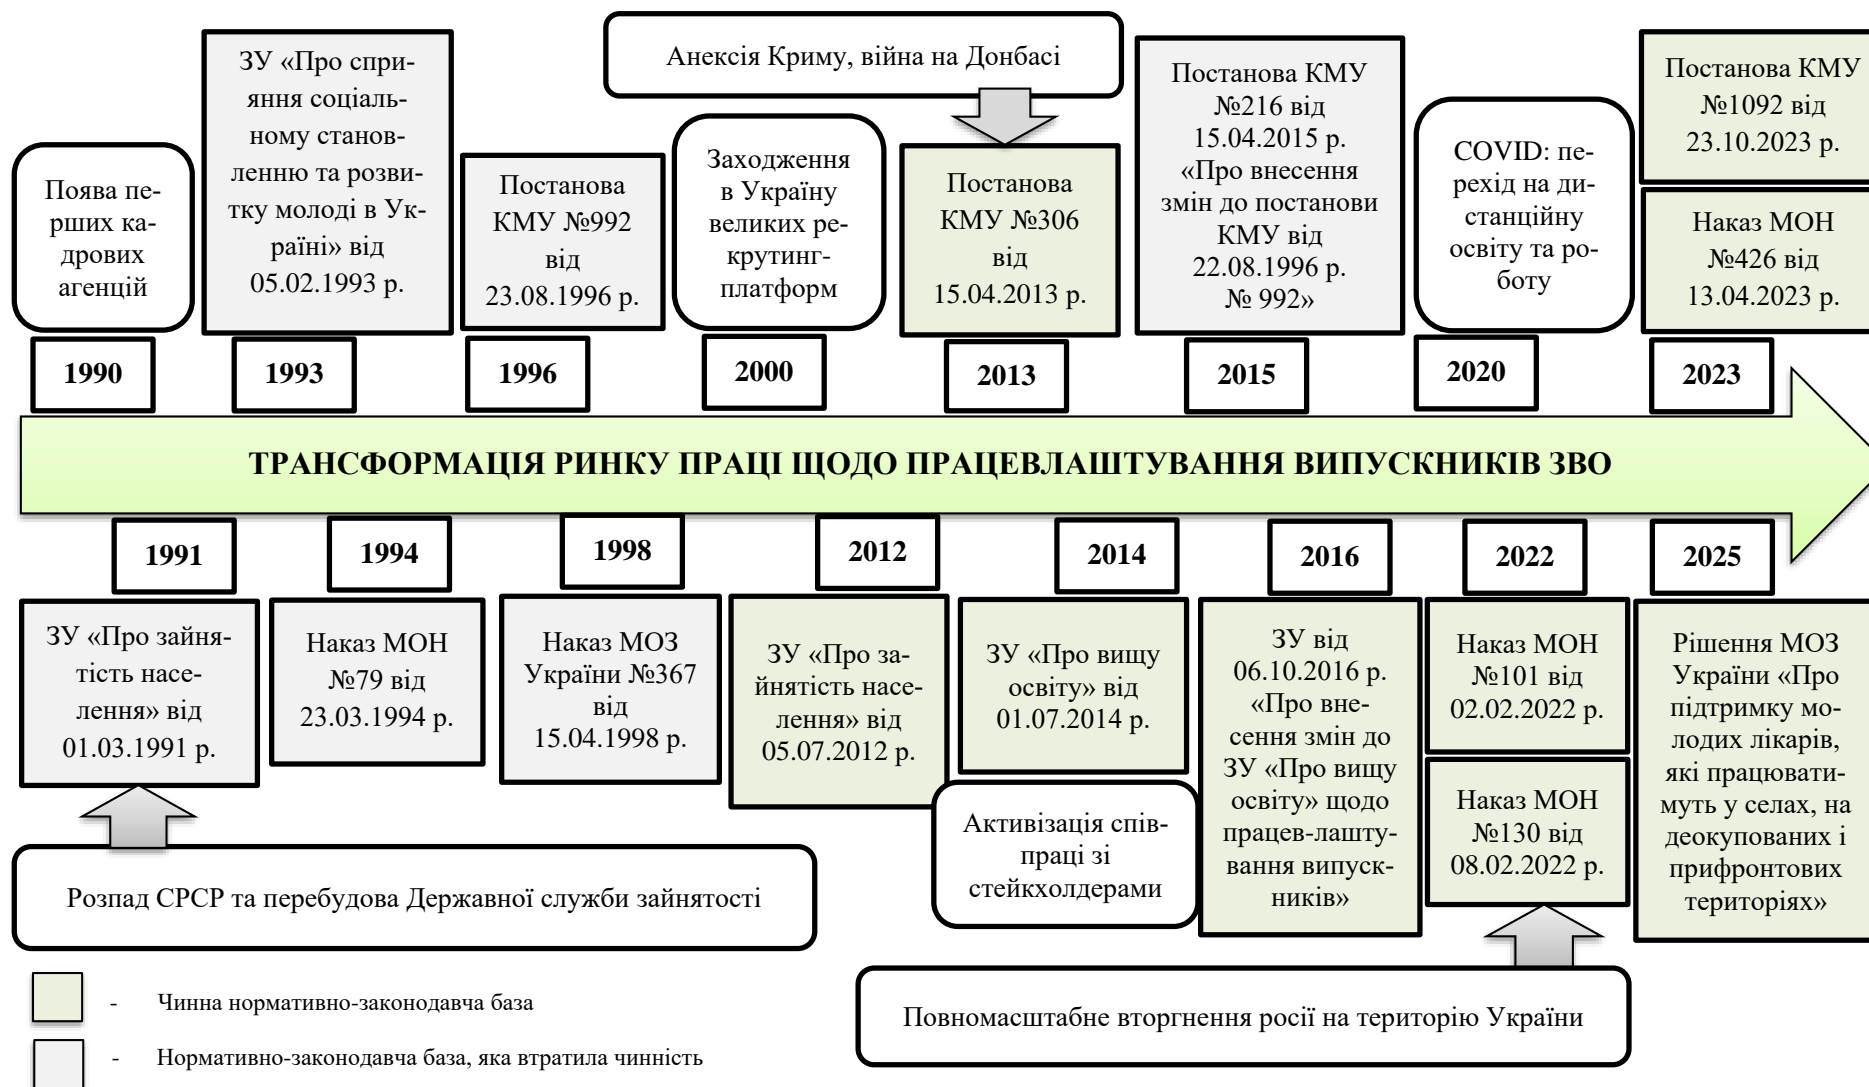 Анексія Криму, війна на Донбасі
Поява пе-
рших ка-
дрових
агенцій
ЗУ «Про спри-
яння соціаль-
ному станов-
ленню та розви-
тку молоді в Ук-
раїні» від
05.02.1993 р.
Постанова
КМУ №992
від
23.08.1996 р.
Заходження
в Україну
великих ре-
крутинг-
платформ
Постанова
КМУ №306
від
15.04.2013 р.
Постанова КМУ
№216 від
15.04.2015 р.
«Про внесення
змін до постанови
КМУ від
22.08.1996 р.
№ 992»
COVID: пе-
рехід на ди-
станційну
освіту та ро-
боту
Постанова КМУ
№1092 від
23.10.2023 р.
Наказ МОН
№426 від
13.04.2023 р.
1990
1993
1996
2000
2013
2015
2020
2023
ТРАНСФОРМАЦІЯ РИНКУ ПРАЦІ ЩОДО ПРАЦЕВЛАШТУВАННЯ ВИПУСКНИКІВ ЗВО
1991
1994
1998
2012
2014
2016
2022
2025
ЗУ «Про зайня-
тість насе-
лення» від
01.03.1991 р.
Наказ МОН
№79 від
23.03.1994 р.
Наказ МОЗ
України №367
від
15.04.1998 р.
ЗУ «Про за-
йнятість насе-
лення» від
05.07.2012 р.
ЗУ «Про вищу
освіту» від
01.07.2014 р.
Активізація спів-
праці зі
стейкхолдерами
ЗУ від
06.10.2016 р.
«Про вне-
сення змін до
ЗУ «Про вищу
освіту» щодо
працев-лашту-
вання випуск-
ників»
Наказ МОН
№101 від
02.02.2022 р.
Наказ МОН
№130 від
08.02.2022 р.
Рішення МОЗ
України «Про
підтримку мо-
лодих лікарів,
які працювати-
муть у селах, на
деокупованих і
прифронтових
територіях»
Розпад СРСР та перебудова Державної служби зайнятості
Повномасштабне вторгнення росії на територію України
- Чинна нормативно-законодавча база
- Нормативно-законодавча база, яка втратила чинність